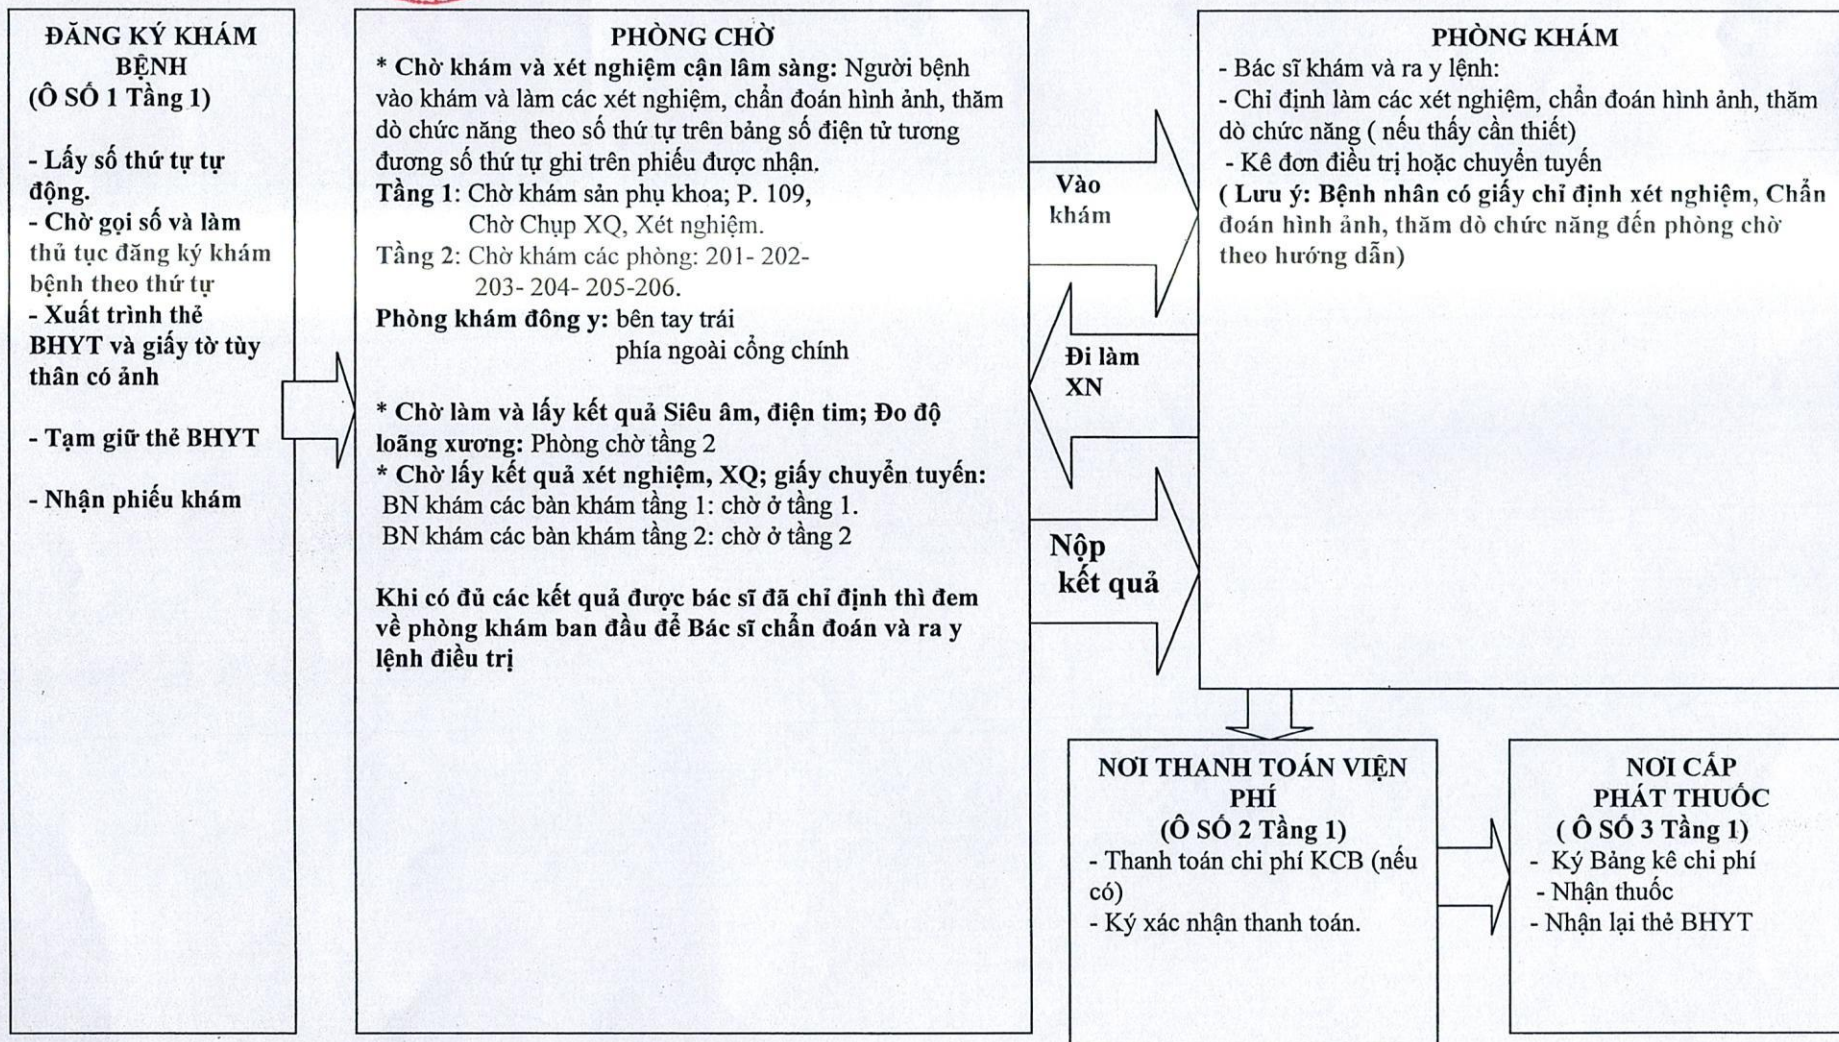 ĐĂNG KÝ KHÁM
BỆNH
(Ô SỐ 1 Tầng 1)
- Lấy số thứ tự tự
động.
- Chờ gọi số và làm
thủ tục đăng ký khám
bệnh theo thứ tự
- Xuất trình thẻ
BHYT và giấy tờ tùy
thân có ảnh
- Tạm giữ thẻ BHYT
- Nhận phiếu khám
PHÒNG CHỜ
* Chờ khám và xét nghiệm cận lâm sàng: Người bệnh
vào khám và làm các xét nghiệm, chẩn đoán hình ảnh, thăm
dò chức năng theo số thứ tự trên bảng số điện tử tương
đương số thứ tự ghi trên phiếu được nhận.
Tầng 1: Chờ khám sản phụ khoa; P. 109,
Chờ Chụp XQ, Xét nghiệm.
Tầng 2: Chờ khám các phòng: 201- 202-
203- 204- 205-206.
Phòng khám đông y: bên tay trái
phía ngoài cổng chính
* Chờ làm và lấy kết quả Siêu âm, điện tim; Đo độ
loãng xương: Phòng chờ tầng 2
* Chờ lấy kết quả xét nghiệm, XQ; giấy chuyển tuyến:
BN khám các bàn khám tầng 1: chờ ở tầng 1.
BN khám các bàn khám tầng 2: chờ ở tầng 2
Khi có đủ các kết quả được bác sĩ đã chỉ định thì đem
về phòng khám ban đầu để Bác sĩ chẩn đoán và ra y
lệnh điều trị
Vào
khám
Đi làm
XN
Nộp
kết quả
PHÒNG KHÁM
- Bác sĩ khám và ra y lệnh:
- Chỉ định làm các xét nghiệm, chẩn đoán hình ảnh, thăm
dò chức năng ( nếu thấy cần thiết)
- Kê đơn điều trị hoặc chuyển tuyến
( Lưu ý: Bệnh nhân có giấy chỉ định xét nghiệm, Chẩn
đoán hình ảnh, thăm dò chức năng đến phòng chờ
theo hướng dẫn)
NƠI THANH TOÁN VIỆN
PHÍ
(Ô SỐ 2 Tầng 1)
- Thanh toán chi phí KCB (nếu
có)
- Ký xác nhận thanh toán.
NƠI CẤP
PHÁT THUỐC
( Ô SỐ 3 Tầng 1)
- Ký Bảng kê chi phí
- Nhận thuốc
- Nhận lại thẻ BHYT